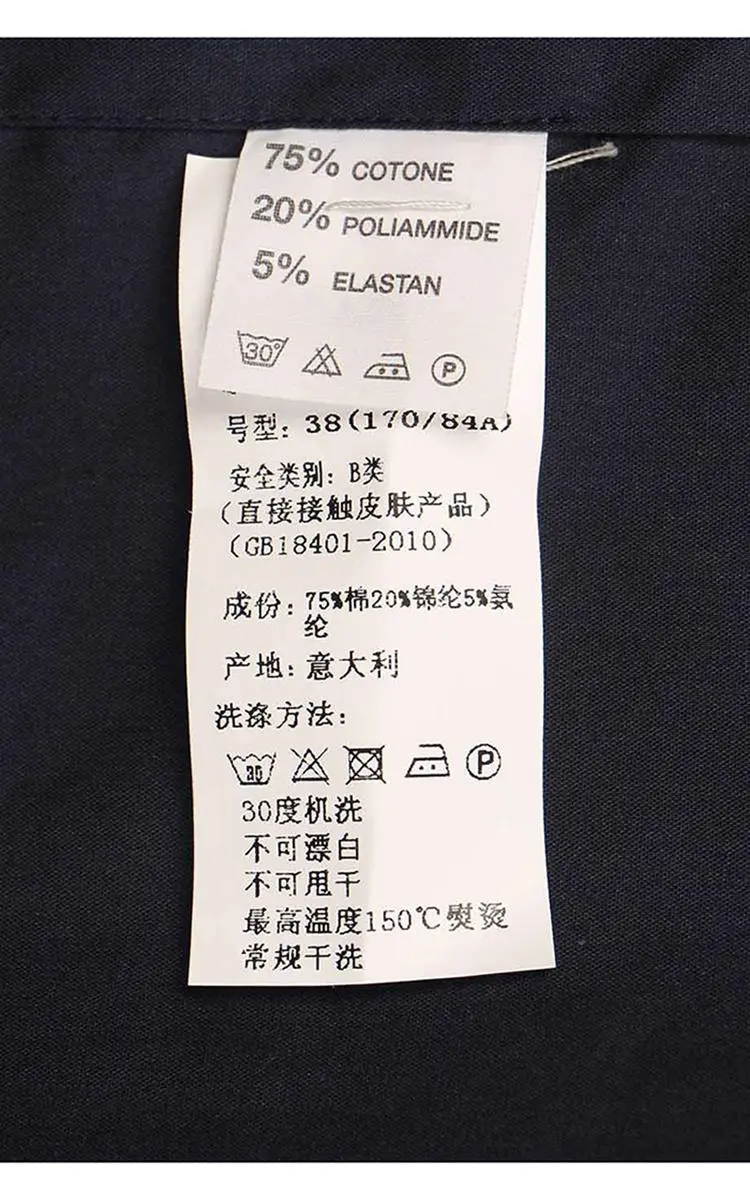 75% COTONE
20% POLIAMMIDE
5% ELASTAN
30°
P
号型: 38(170/84A)
安全类别: B类
(直接接触皮肤产品)
(GB18401-2010)
成份: 75%棉20%锦纶5%氨
纶
产地: 意大利
洗涤方法:
30
P
30度机洗
不可漂白
不可甩干
最高温度150℃熨烫
常规干洗